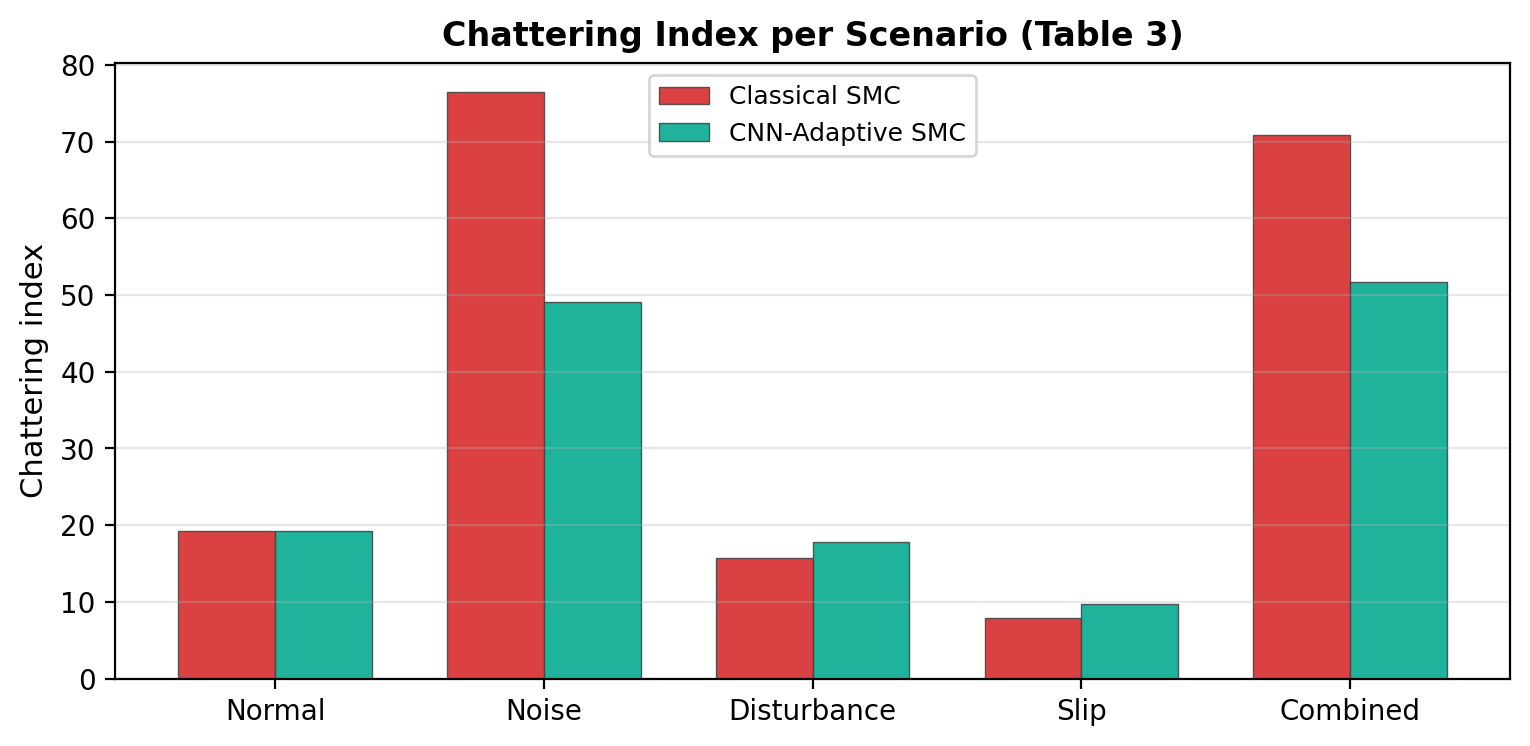 Chattering Index per Scenario (Table 3)
Classical SMC
CNN-Adaptive SMC
Chattering index
80
70
60
50
40
30
20
10
0
Normal
Noise
Disturbance
Slip
Combined